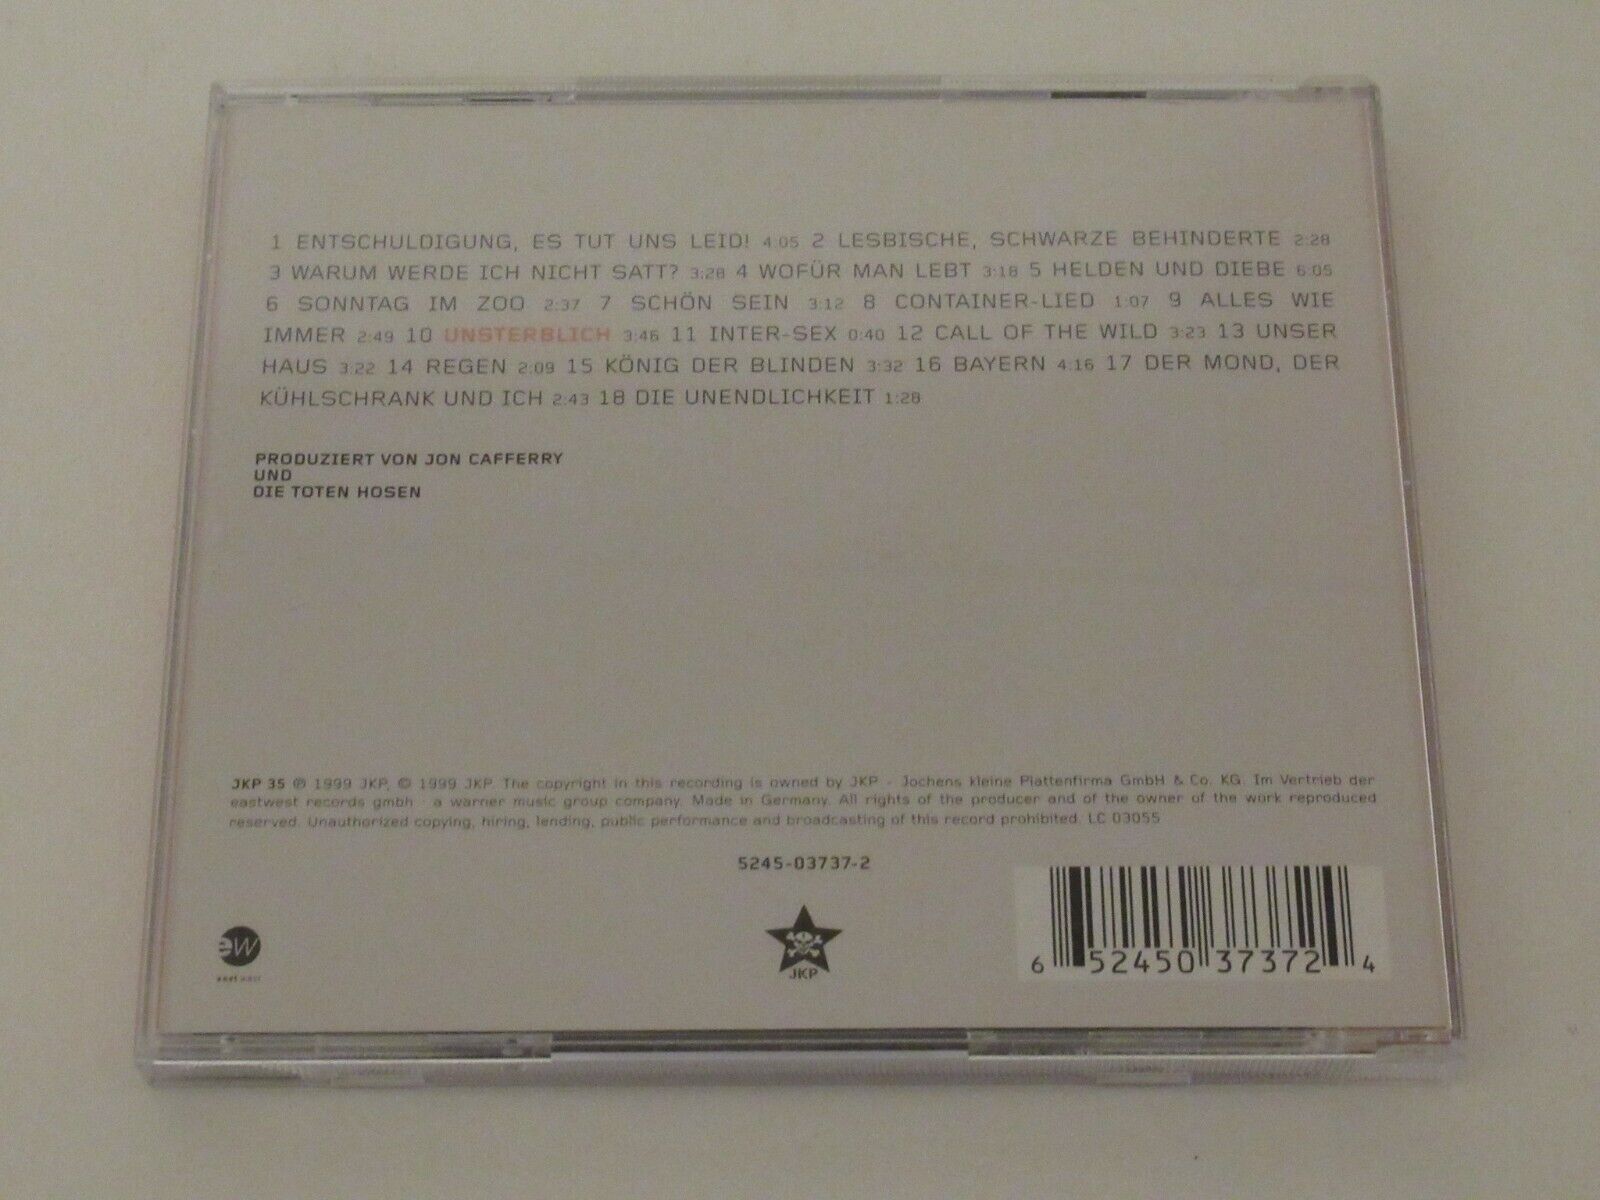 1 ENTSCHULDIGUNG, ES TUT UNS LEID! 4:05 2 LESBISCHE, SCHWARZE BEHINDERTE 2:28
3 WARUM WERDE ICH NICHT SATT? 3:28 4 WOFÜR MAN LEBT 3:18 5 HELDEN UND DIEBE 6:05
6 SONNTAG IM ZOO 2:37 7 SCHÖN SEIN 3:12 8 CONTAINER-LIED 1:07 9 ALLES WIE
IMMER 2:49 10 UNSTERBLICH 3:46 11 INTER-SEX 0:40 12 CALL OF THE WILD 3:23 13 UNSER
HAUS 3:22 14 REGEN 2:09 15 KÖNIG DER BLINDEN 3:32 16 BAYERN 4:16 17 DER MOND, DER
KÜHLSCHRANK UND ICH 2:43 18 DIE UNENDLICHKEIT 1:28
PRODUZIERT VON JON CAFFERRY
UND
DIE TOTEN HOSEN
JKP 35 ℗ 1999 JKP, © 1999 JKP. The copyright in this recording is owned by JKP - Jochens kleine Plattenfirma GmbH & Co. KG. Im Vertrieb der
eastwest records gmbh · a warner music group company. Made in Germany. All rights of the producer and of the owner of the work reproduced
reserved. Unauthorized copying, hiring, lending, public performance and broadcasting of this record prohibited. LC 03055
5245-03737-2
ew
east west
JKP
6 52450 37372 4